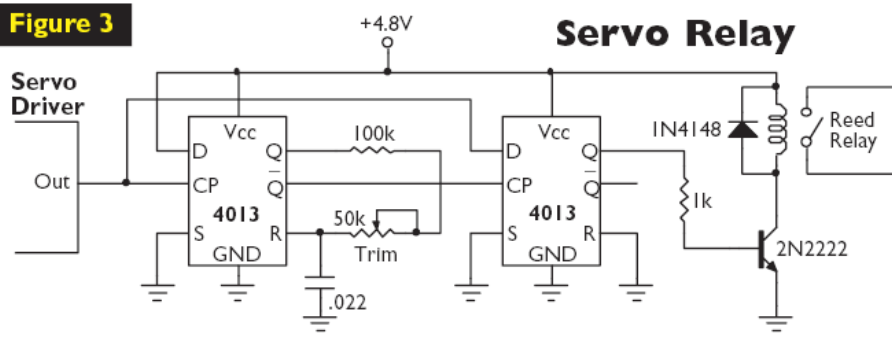 Figure 3
+4.8V
Servo Relay
Servo
Driver
Out
Vcc
D
Q
CP
Q̅
4013
S
R
GND
100k
50k
Trim
.022
Vcc
D
Q
CP
Q̅
4013
S
R
GND
1k
1N4148
Reed
Relay
2N2222